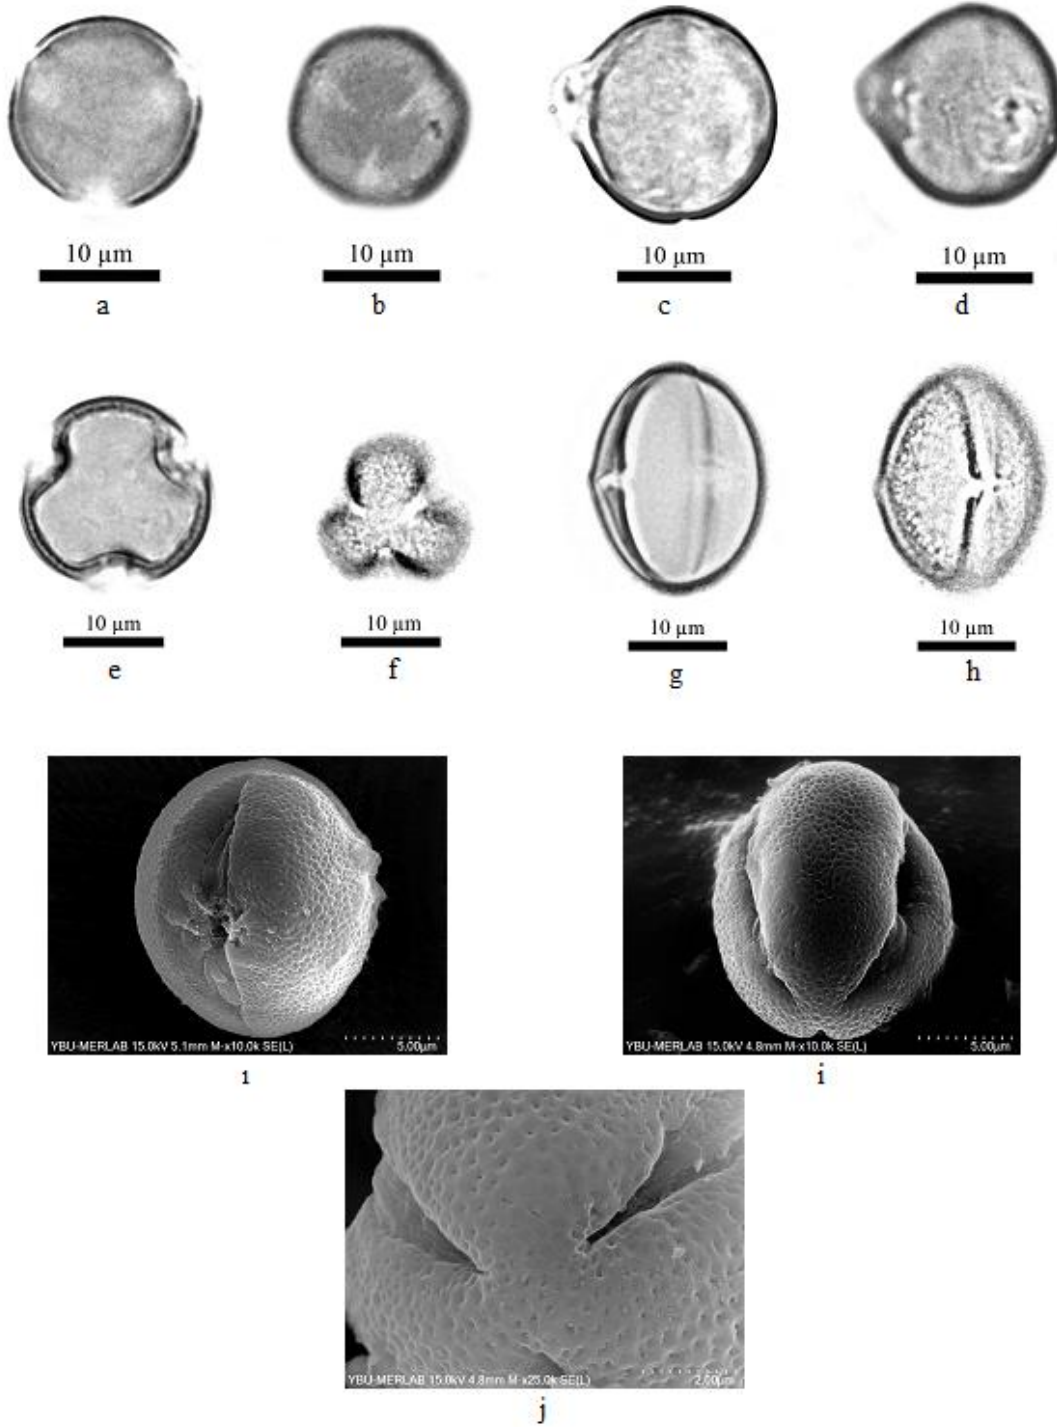 10 µm 10 µm 10 µm 10 µm
a b c d
10 µm 10 µm 10 µm 10 µm
e f g h
YBU-MERLAB 15.0kV 5.1mm M-x10.0k SE(L) 5.00µm
YBU-MERLAB 15.0kV 4.8mm M-x10.0k SE(L) 5.00µm
ı i
YBU-MERLAB 15.0kV 4.8mm M-x25.0k SE(L) 2.00µm
j